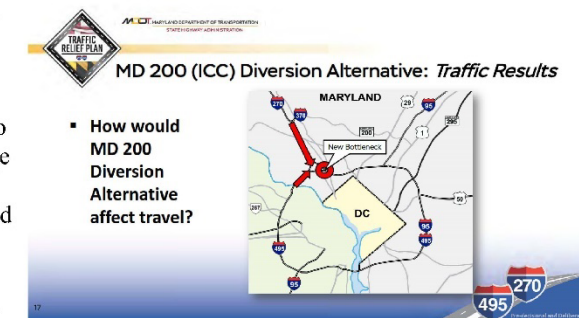 MDOT MARYLAND DEPARTMENT OF TRANSPORTATION
STATE HIGHWAY ADMINISTRATION
TRAFFIC
RELIEF PLAN
MD 200 (ICC) Diversion Alternative: Traffic Results
▪ How would
MD 200
Diversion
Alternative
affect travel?
MARYLAND
270
370
29
95
200
1
New Bottleneck
50
267
DC
495
95
495
95
17
495
270